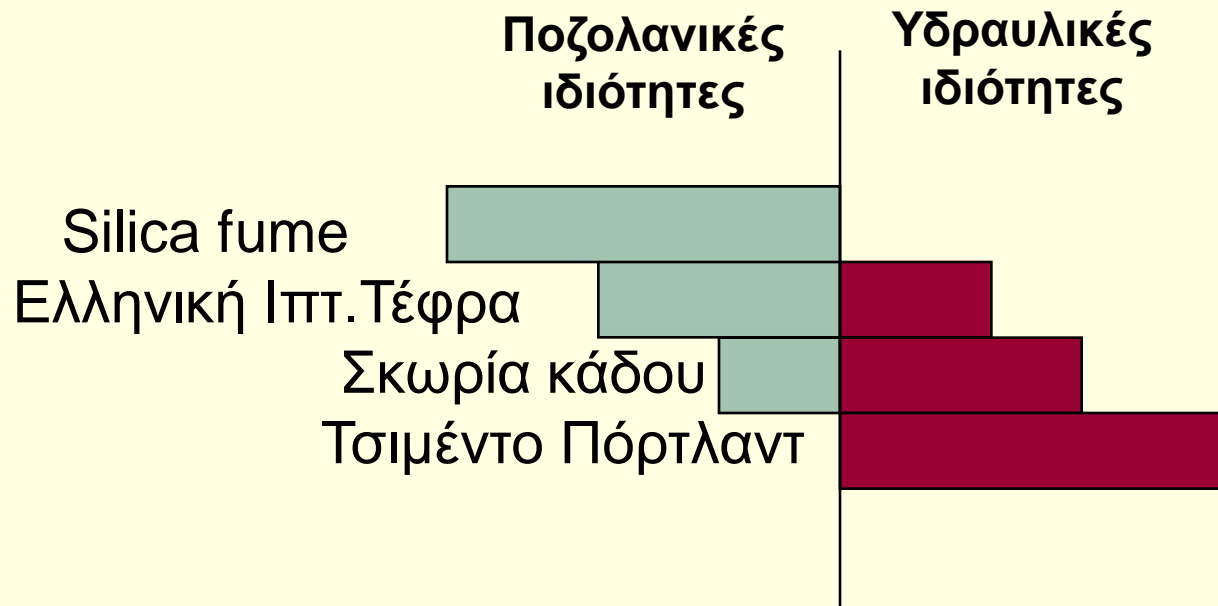 Ποζολανικές
ιδιότητες
Υδραυλικές
ιδιότητες
Silica fume
Ελληνική Ιπτ.Τέφρα
Σκωρία κάδου
Τσιμέντο Πόρτλαντ